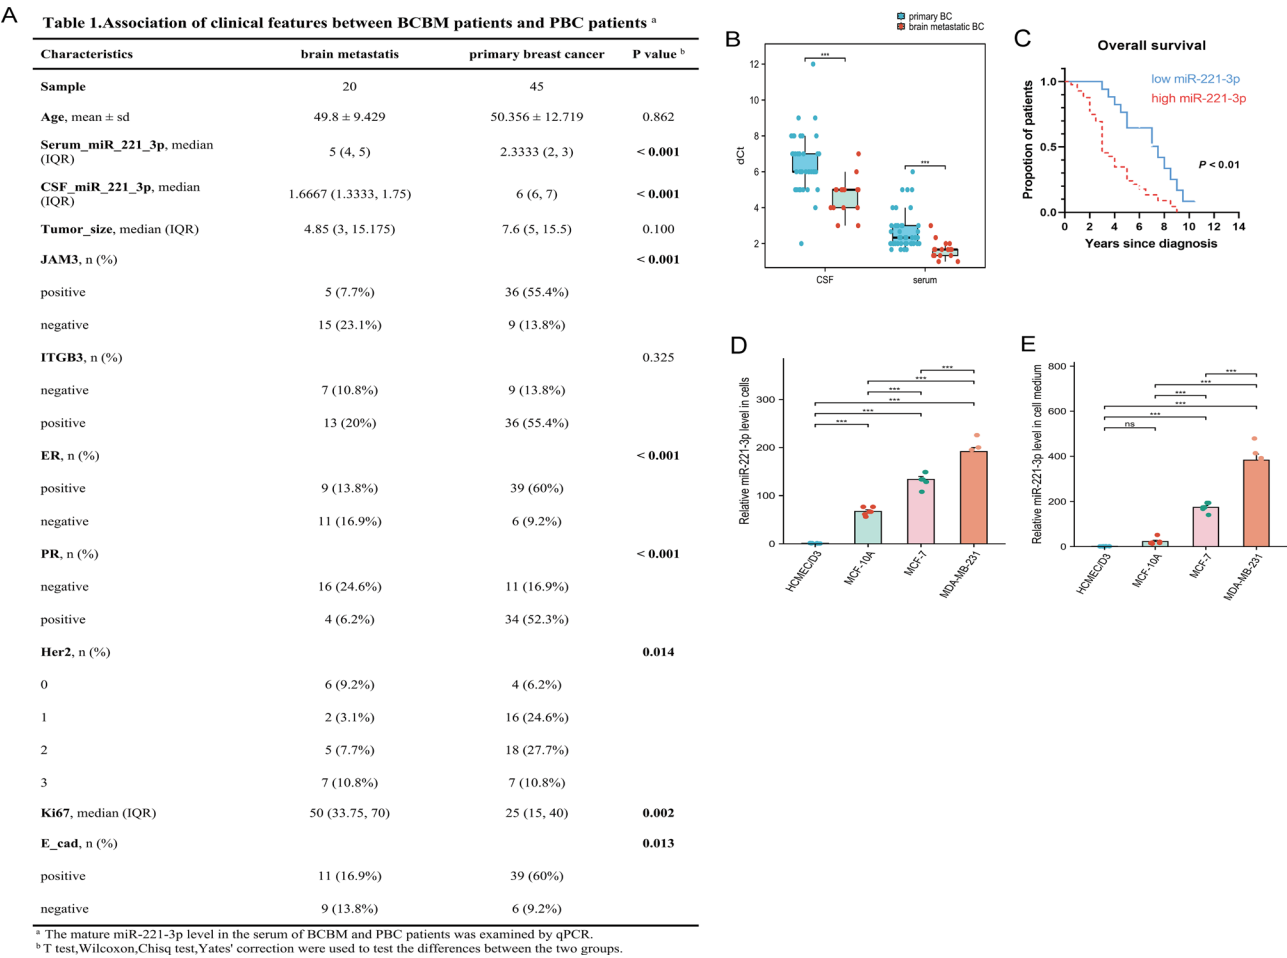 A
Table 1.Association of clinical features between BCBM patients and PBC patients a
Characteristics brain metastatis primary breast cancer P value b
Sample 20 45
Age, mean ± sd 49.8 ± 9.429 50.356 ± 12.719 0.862
Serum_miR_221_3p, median (IQR) 5 (4, 5) 2.3333 (2, 3) < 0.001
CSF_miR_221_3p, median (IQR) 1.6667 (1.3333, 1.75) 6 (6, 7) < 0.001
Tumor_size, median (IQR) 4.85 (3, 15.175) 7.6 (5, 15.5) 0.100
JAM3, n (%) < 0.001
positive 5 (7.7%) 36 (55.4%)
negative 15 (23.1%) 9 (13.8%)
ITGB3, n (%) 0.325
negative 7 (10.8%) 9 (13.8%)
positive 13 (20%) 36 (55.4%)
ER, n (%) < 0.001
positive 9 (13.8%) 39 (60%)
negative 11 (16.9%) 6 (9.2%)
PR, n (%) < 0.001
negative 16 (24.6%) 11 (16.9%)
positive 4 (6.2%) 34 (52.3%)
Her2, n (%) 0.014
0 6 (9.2%) 4 (6.2%)
1 2 (3.1%) 16 (24.6%)
2 5 (7.7%) 18 (27.7%)
3 7 (10.8%) 7 (10.8%)
Ki67, median (IQR) 50 (33.75, 70) 25 (15, 40) 0.002
E_cad, n (%) 0.013
positive 11 (16.9%) 39 (60%)
negative 9 (13.8%) 6 (9.2%)
a The mature miR-221-3p level in the serum of BCBM and PBC patients was examined by qPCR.
b T test,Wilcoxon,Chisq test,Yates' correction were used to test the differences between the two groups.
B
primary BC
brain metastatic BC
dCt
12
10
8
6
4
2
***
***
CSF serum
C
Overall survival
low miR-221-3p
high miR-221-3p
P < 0.01
Propotion of patients
1.0
0.5
0.0
0 2 4 6 8 10 12 14
Years since diagnosis
D
Relative miR-221-3p level in cells
300
200
100
0
***
***
***
***
***
***
HCMEC/D3 MCF-10A MCF-7 MDA-MB-231
E
Relative miR-221-3p level in cell medium
800
600
400
200
0
***
***
***
***
***
ns
HCMEC/D3 MCF-10A MCF-7 MDA-MB-231